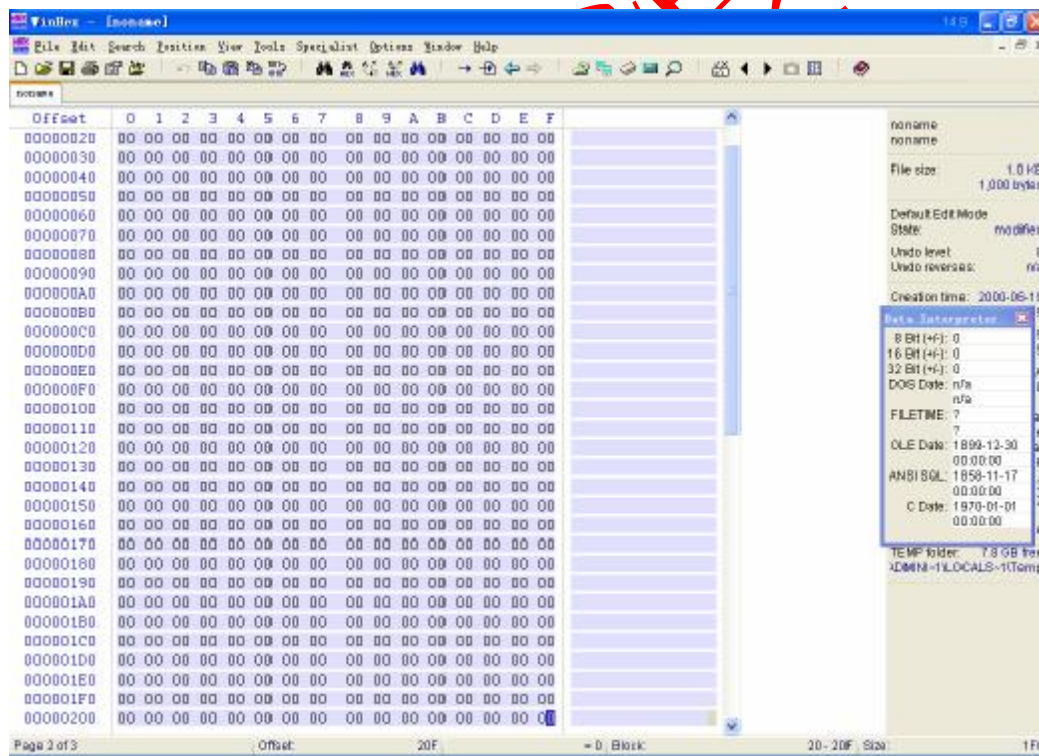 WinHex - [noname]
File Edit Search Position View Tools Specialist Options Window Help
noname
Offset 0 1 2 3 4 5 6 7 8 9 A B C D E F
00000020 00 00 00 00 00 00 00 00 00 00 00 00 00 00 00 00
00000030 00 00 00 00 00 00 00 00 00 00 00 00 00 00 00 00
00000040 00 00 00 00 00 00 00 00 00 00 00 00 00 00 00 00
00000050 00 00 00 00 00 00 00 00 00 00 00 00 00 00 00 00
00000060 00 00 00 00 00 00 00 00 00 00 00 00 00 00 00 00
00000070 00 00 00 00 00 00 00 00 00 00 00 00 00 00 00 00
00000080 00 00 00 00 00 00 00 00 00 00 00 00 00 00 00 00
00000090 00 00 00 00 00 00 00 00 00 00 00 00 00 00 00 00
000000A0 00 00 00 00 00 00 00 00 00 00 00 00 00 00 00 00
000000B0 00 00 00 00 00 00 00 00 00 00 00 00 00 00 00 00
000000C0 00 00 00 00 00 00 00 00 00 00 00 00 00 00 00 00
000000D0 00 00 00 00 00 00 00 00 00 00 00 00 00 00 00 00
000000E0 00 00 00 00 00 00 00 00 00 00 00 00 00 00 00 00
000000F0 00 00 00 00 00 00 00 00 00 00 00 00 00 00 00 00
00000100 00 00 00 00 00 00 00 00 00 00 00 00 00 00 00 00
00000110 00 00 00 00 00 00 00 00 00 00 00 00 00 00 00 00
00000120 00 00 00 00 00 00 00 00 00 00 00 00 00 00 00 00
00000130 00 00 00 00 00 00 00 00 00 00 00 00 00 00 00 00
00000140 00 00 00 00 00 00 00 00 00 00 00 00 00 00 00 00
00000150 00 00 00 00 00 00 00 00 00 00 00 00 00 00 00 00
00000160 00 00 00 00 00 00 00 00 00 00 00 00 00 00 00 00
00000170 00 00 00 00 00 00 00 00 00 00 00 00 00 00 00 00
00000180 00 00 00 00 00 00 00 00 00 00 00 00 00 00 00 00
00000190 00 00 00 00 00 00 00 00 00 00 00 00 00 00 00 00
000001A0 00 00 00 00 00 00 00 00 00 00 00 00 00 00 00 00
000001B0 00 00 00 00 00 00 00 00 00 00 00 00 00 00 00 00
000001C0 00 00 00 00 00 00 00 00 00 00 00 00 00 00 00 00
000001D0 00 00 00 00 00 00 00 00 00 00 00 00 00 00 00 00
000001E0 00 00 00 00 00 00 00 00 00 00 00 00 00 00 00 00
000001F0 00 00 00 00 00 00 00 00 00 00 00 00 00 00 00 00
00000200 00 00 00 00 00 00 00 00 00 00 00 00 00 00 00 00
noname
noname
File size: 1.0 KB
1,000 bytes
Default Edit Mode
State: modified
Undo level: 0
Undo reverses: n/a
Creation time: 2000-06-1
Data Interpreter
8 Bit (+/-): 0
16 Bit (+/-): 0
32 Bit (+/-): 0
DOS Date: n/a
n/a
FILETIME: ?
?
OLE Date: 1899-12-30
00:00:00
ANSI SQL: 1858-11-17
00:00:00
C Date: 1970-01-01
00:00:00
TEMP folder: 7.8 GB free
\ADMINI~1\LOCALS~1\Temp
Page 2 of 3 Offset: 20F = 0 Block: 20 - 20F Size: 1F